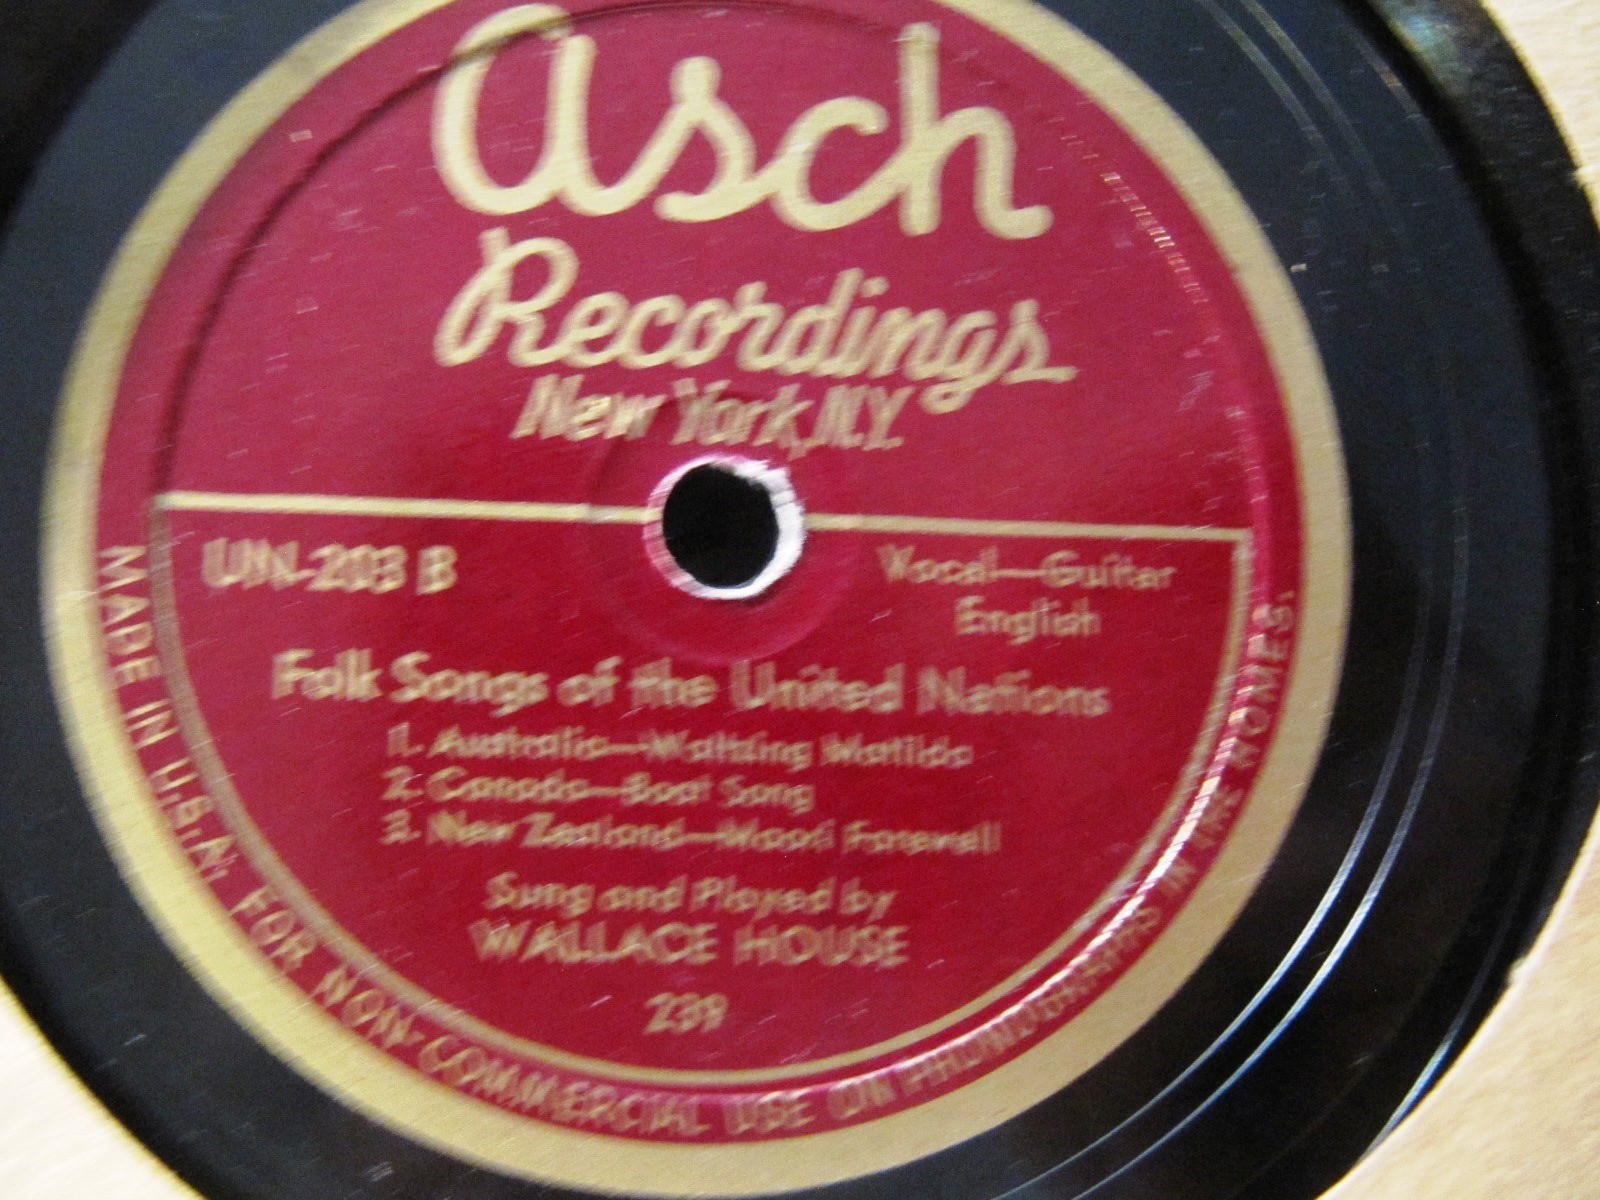 asch
Recordings
New York, N.Y.
UN-203 B
Vocal—Guitar
English
Folk Songs of the United Nations
1. Australia—Waltzing Matilda
2. Canada—Boat Song
3. New Zealand—Maori Farewell
Sung and Played by
WALLACE HOUSE
239
MADE IN U.S.A. FOR NON-COMMERCIAL USE ON PHONOGRAPHS IN THE HOMES.